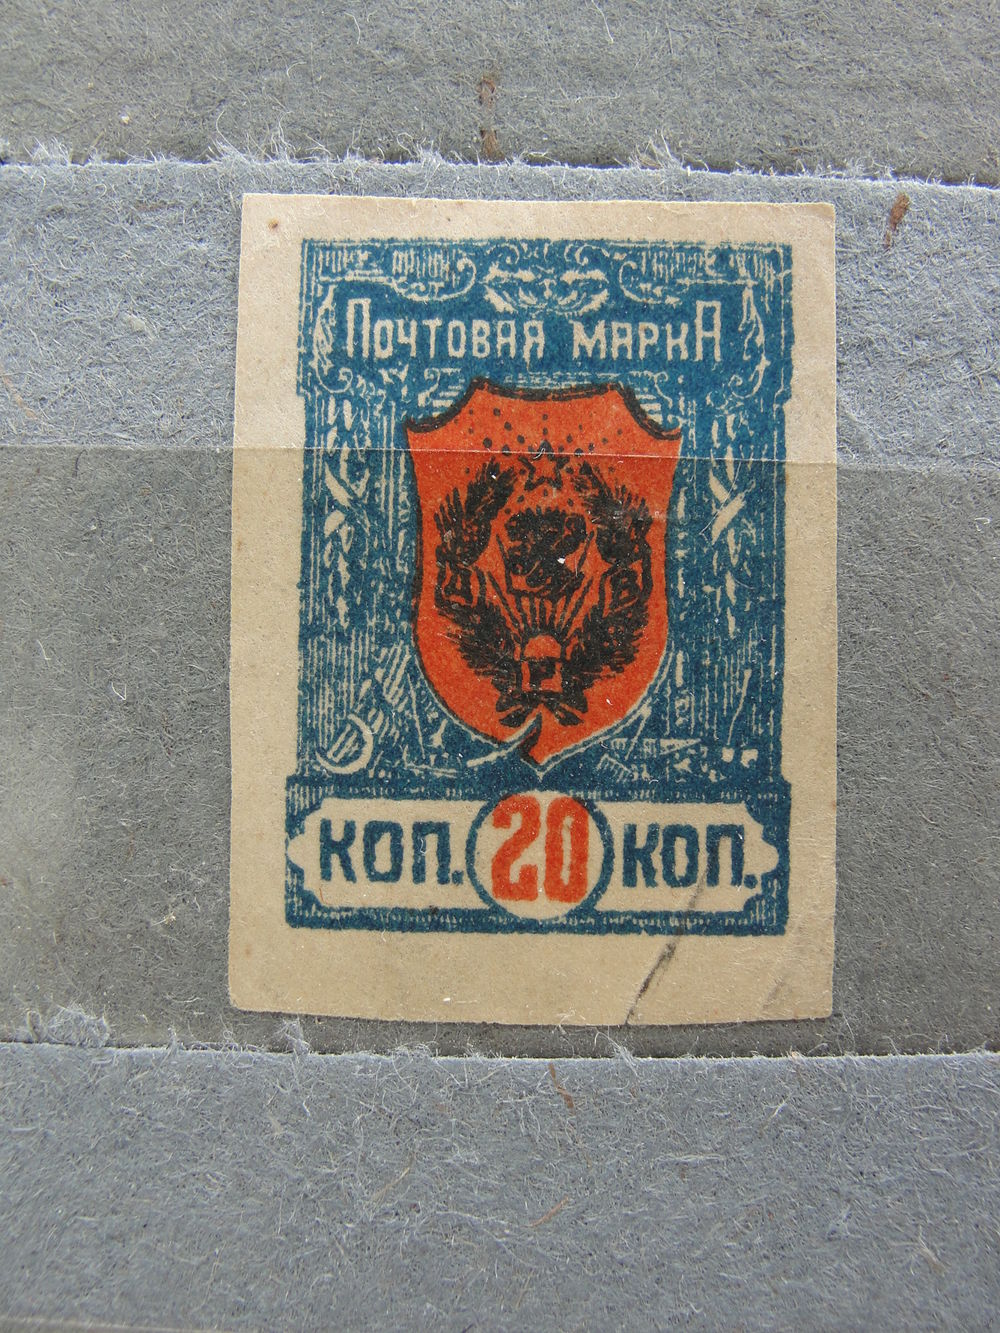 Почтовая марка
Д В
Р
коп. 20 коп.